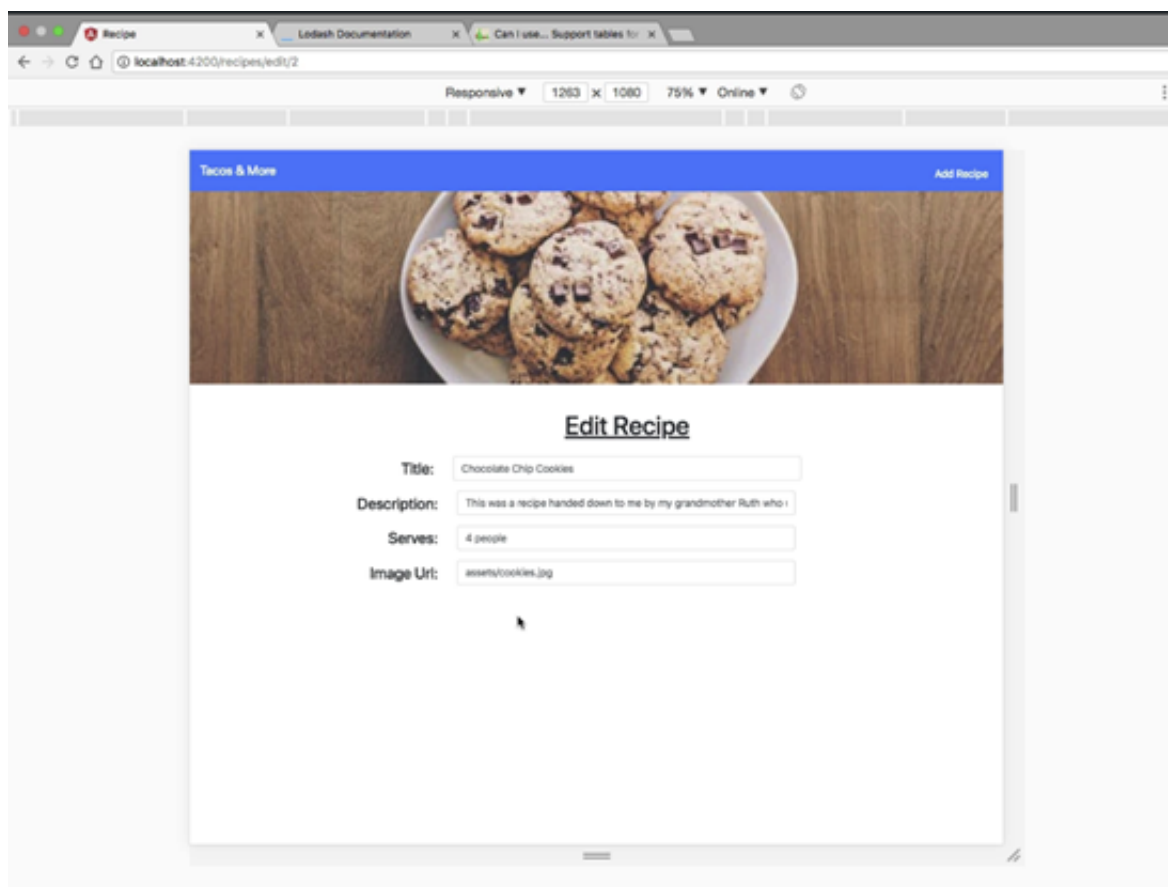 Recipe Lodash Documentation Can I use... Support tables for
localhost:4200/recipes/edit/2
Responsive 1263 x 1080 75% Online
Tacos & More Add Recipe
Edit Recipe
Title: Chocolate Chip Cookies
Description: This was a recipe handed down to me by my grandmother Ruth who
Serves: 4 people
Image Url: assets/cookies.jpg